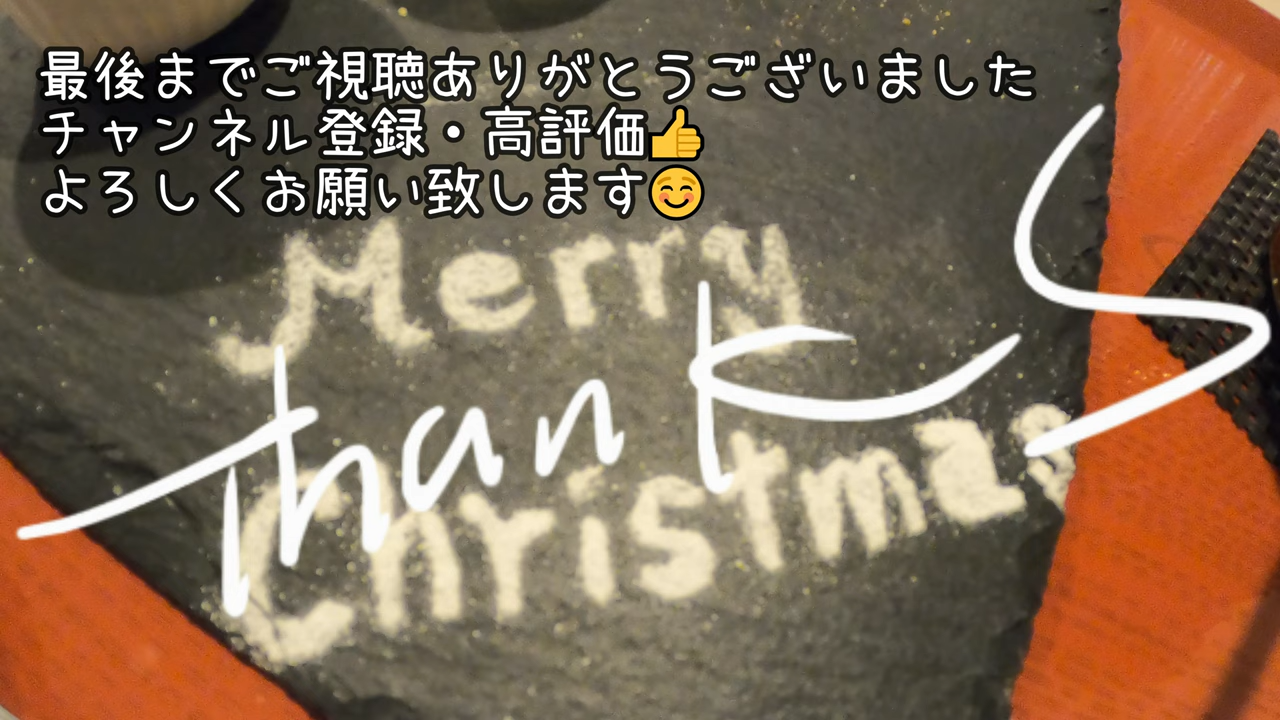 最後までご視聴ありがとうございました
チャンネル登録・高評価👍
よろしくお願い致します😊
Merry
Thanks
Christmas